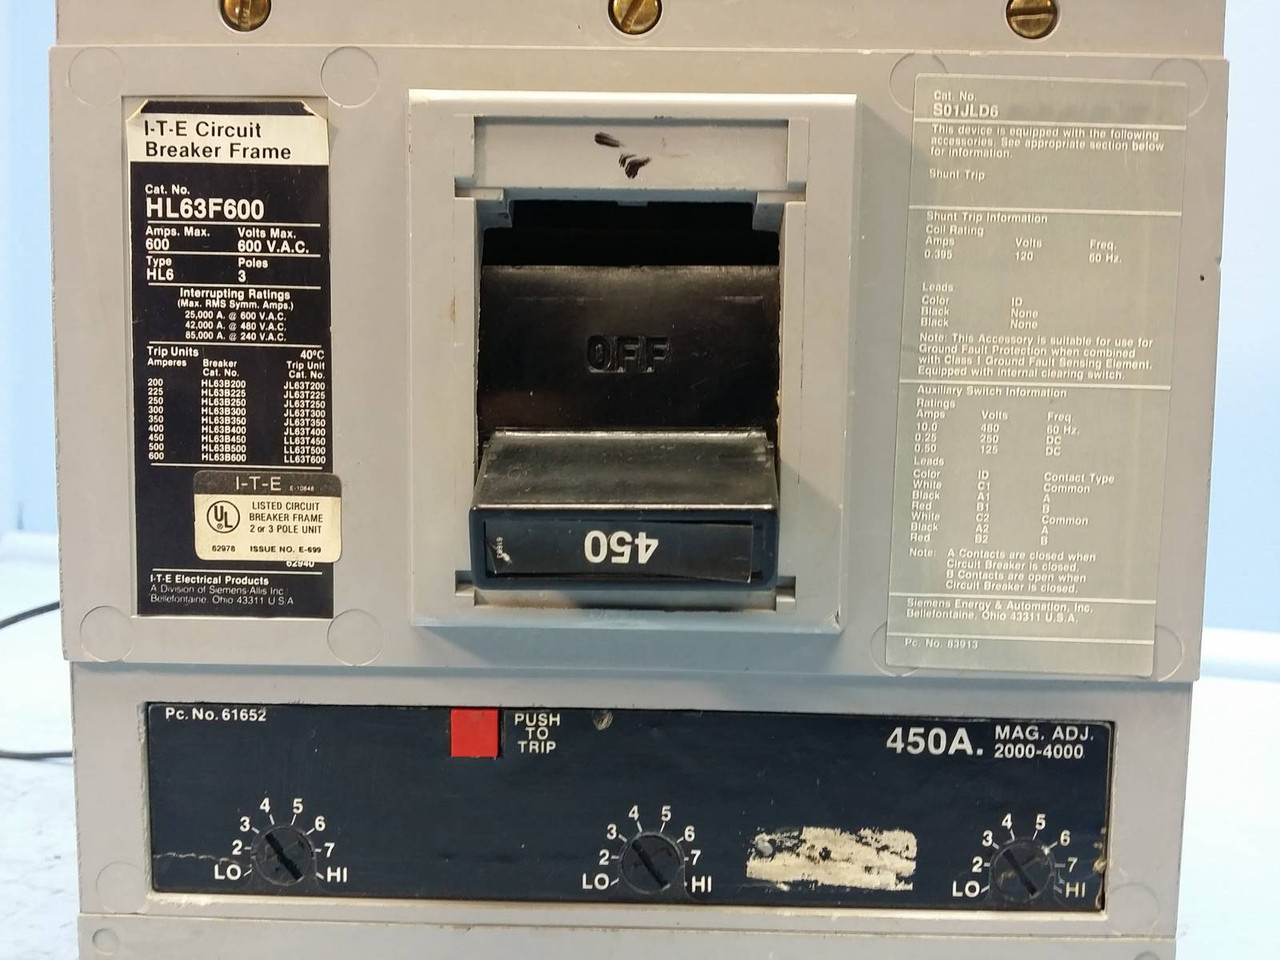 I-T-E Circuit
Breaker Frame
Cat. No.
HL63F600
Amps. Max. Volts Max.
600 600 V.A.C.
Type Poles
HL6 3
Interrupting Ratings
(Max. RMS Symm. Amps.)
25,000 A. @ 600 V.A.C.
42,000 A. @ 480 V.A.C.
65,000 A. @ 240 V.A.C.
Trip Units 40°C
Amperes Breaker Trip Unit
Cat. No. Cat. No.
200 HL63B200 JL63T200
225 HL63B225 JL63T225
250 HL63B250 JL63T250
300 HL63B300 JL63T300
350 HL63B350 JL63T350
400 HL63B400 JL63T400
450 HL63B450 LL63T450
500 HL63B500 LL63T500
600 HL63B600 LL63T600
I-T-E E-10848
UL
LISTED CIRCUIT
BREAKER FRAME
2 or 3 POLE UNIT
62978 ISSUE NO. E-699
62940
I-T-E Electrical Products
A Division of Siemens-Allis Inc
Bellefontaine, Ohio 43311 U.S.A
OFF
450
Cat. No.
S01JLD6
This device is equipped with the following
accessories. See appropriate section below
for information.
Shunt Trip
Shunt Trip Information
Coil Rating
Amps Volts Freq.
0.395 120 60 Hz.
Leads
Color ID
Black None
Black None
Note: This Accessory is suitable for use for
Ground Fault Protection when combined
with Class I Ground Fault Sensing Element.
Equipped with internal clearing switch.
Auxiliary Switch Information
Ratings
Amps Volts Freq.
10.0 480 60 Hz.
0.25 250 DC
0.50 125 DC
Leads
Color ID Contact Type
White C1 Common
Black A1 A
Red B1 B
White C2 Common
Black A2 A
Red B2 B
Note: A Contacts are closed when
Circuit Breaker is closed.
B Contacts are open when
Circuit Breaker is closed.
Siemens Energy & Automation, Inc.
Bellefontaine, Ohio 43311 U.S.A.
Pc. No. 83913
Pc. No. 61652
PUSH
TO
TRIP
450A. MAG. ADJ.
2000-4000
LO 2 3 4 5 6 7 HI
LO 2 3 4 5 6 7 HI
LO 2 3 4 5 6 7 HI